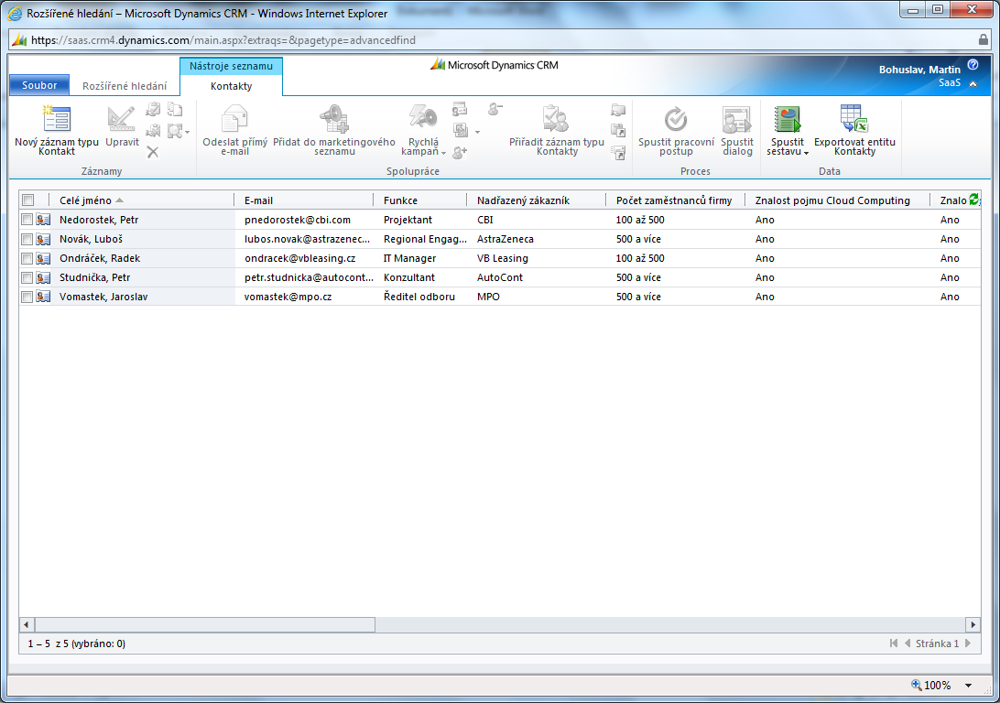 Rozšířené hledání – Microsoft Dynamics CRM - Windows Internet Explorer
https://saas.crm4.dynamics.com/main.aspx?extraqs=&pagetype=advancedfind
Nástroje seznamu
Microsoft Dynamics CRM
Bohuslav, Martin
SaaS
Soubor
Rozšířené hledání
Kontakty
Nový záznam typu Kontakt
Upravit
Odeslat přímý e-mail
Přidat do marketingového seznamu
Rychlá kampaň
Přiřadit záznam typu Kontakty
Spustit pracovní postup
Spustit dialog
Spustit sestavu
Exportovat entitu Kontakty
Záznamy
Spolupráce
Proces
Data
Celé jméno E-mail Funkce Nadřazený zákazník Počet zaměstnanců firmy Znalost pojmu Cloud Computing Znalo
Nedorostek, Petr pnedorostek@cbi.com Projektant CBI 100 až 500 Ano Ano
Novák, Luboš lubos.novak@astrazenec... Regional Engag... AstraZeneca 500 a více Ano Ano
Ondráček, Radek ondracek@vbleasing.cz IT Manager VB Leasing 100 až 500 Ano Ano
Studnička, Petr petr.studnicka@autocont... Konzultant AutoCont 500 a více Ano Ano
Vomastek, Jaroslav vomastek@mpo.cz Ředitel odboru MPO 500 a více Ano Ano
1 – 5 z 5 (vybráno: 0)
Stránka 1
100%